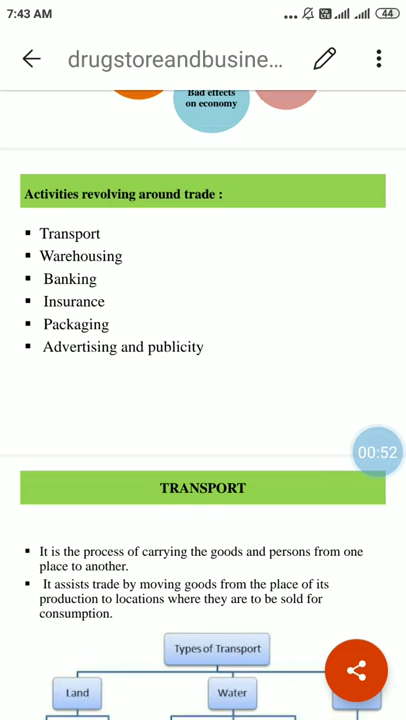 7:43 AM
44
drugstoreandbusine...
Bad effects
on economy
Activities revolving around trade :
▪ Transport
▪ Warehousing
▪ Banking
▪ Insurance
▪ Packaging
▪ Advertising and publicity
00:52
TRANSPORT
▪ It is the process of carrying the goods and persons from one
place to another.
▪ It assists trade by moving goods from the place of its
production to locations where they are to be sold for
consumption.
Types of Transport
Land
Water